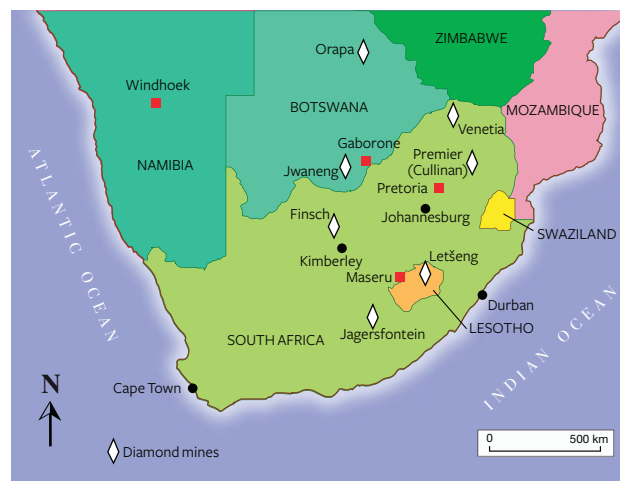 ZIMBABWE
Orapa
Windhoek
BOTSWANA
MOZAMBIQUE
Venetia
Gaborone
NAMIBIA
Jwaneng
Premier
(Cullinan)
Pretoria
Finsch
Johannesburg
SWAZILAND
Kimberley
Letšeng
Maseru
Durban
LESOTHO
SOUTH AFRICA
Jagersfontein
ATLANTIC OCEAN
INDIAN OCEAN
N
Cape Town
Diamond mines
0 500 km